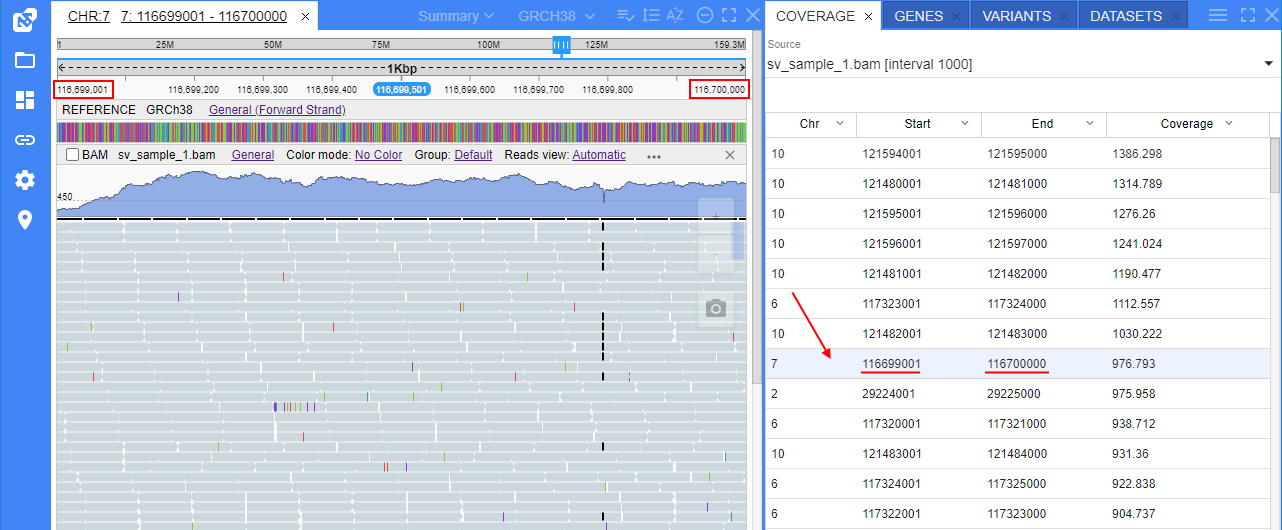 CHR:7 7: 116699001 - 116700000 × Summary GRCH38
1 25M 50M 75M 100M 125M 159.3M
1Kbp
116,699,001 116,699,200 116,699,300 116,699,400 116,699,501 116,699,600 116,699,700 116,699,800 116,700,000
REFERENCE GRCh38 General (Forward Strand)
BAM sv_sample_1.bam General Color mode: No Color Group: Default Reads view: Automatic ...
450
COVERAGE × GENES × VARIANTS × DATASETS ×
Source
sv_sample_1.bam [interval 1000]
Chr Start End Coverage
10 121594001 121595000 1386.298
10 121480001 121481000 1314.789
10 121595001 121596000 1276.26
10 121596001 121597000 1241.024
10 121481001 121482000 1190.477
6 117323001 117324000 1112.557
10 121482001 121483000 1030.222
7 116699001 116700000 976.793
2 29224001 29225000 975.958
6 117320001 117321000 938.712
10 121483001 121484000 931.36
6 117324001 117325000 922.838
6 117322001 117323000 904.737